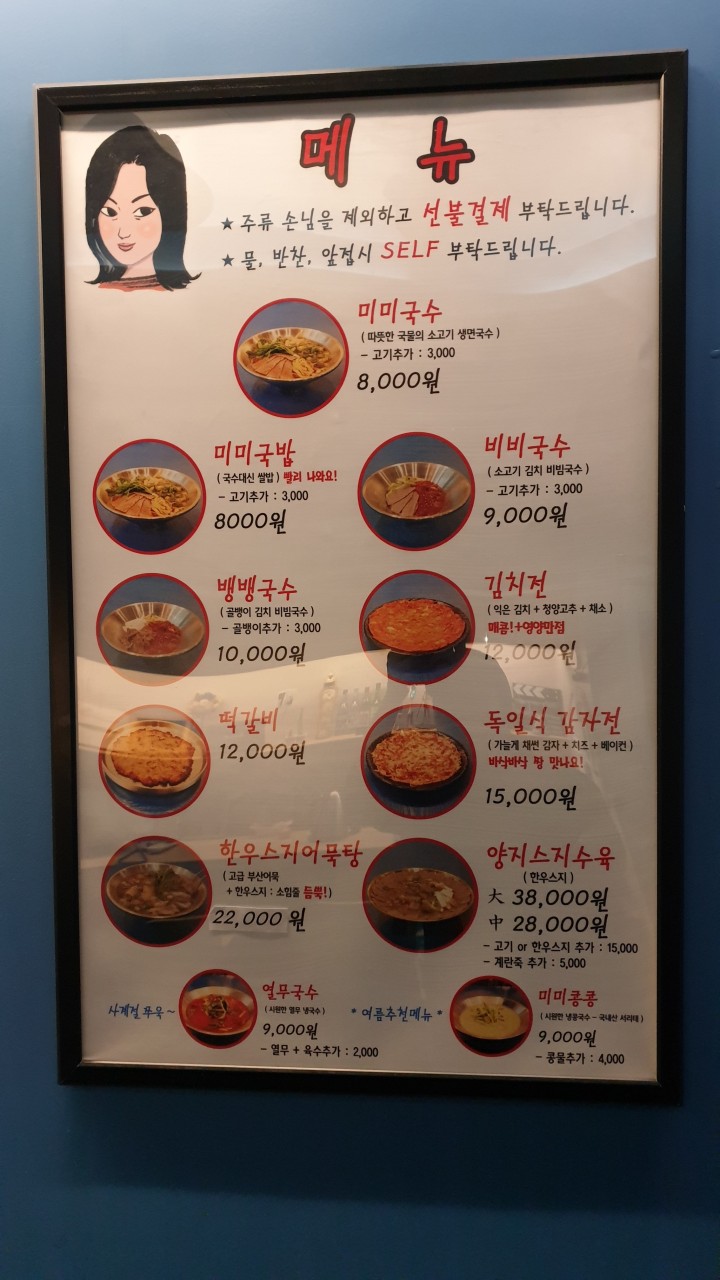 메뉴
★ 주류 손님을 제외하고 선불결제 부탁드립니다.
★ 물, 반찬, 앞접시 SELF 부탁드립니다.
미미국수
( 따뜻한 국물의 소고기 생면국수 )
- 고기추가 : 3,000
8,000원
미미국밥
( 국수대신 쌀밥 ) 빨리 나와요!
- 고기추가 : 3,000
8000원
비비국수
( 소고기 김치 비빔국수 )
- 고기추가 : 3,000
9,000원
뱅뱅국수
( 골뱅이 김치 비빔국수 )
- 골뱅이추가 : 3,000
10,000원
김치전
( 익은 김치 + 청양고추 + 채소 )
매콤!+영양만점
12,000원
떡갈비
12,000원
독일식 감자전
( 가늘게 채썬 감자 + 치즈 + 베이컨 )
바삭바삭 짱 맛나요!
15,000원
한우스지어묵탕
( 고급 부산어묵
+ 한우스지 : 소힘줄 듬뿍! )
22,000 원
양지스지수육
( 한우스지 )
大 38,000원
中 28,000원
- 고기 or 한우스지 추가 : 15,000
- 계란죽 추가 : 5,000
사계절 쭈욱 ~
열무국수
( 시원한 열무 냉국수 )
9,000원
- 열무 + 육수추가 : 2,000
* 여름추천메뉴 *
미미콩콩
( 시원한 냉콩국수 - 국내산 서리태 )
9,000원
- 콩물추가 : 4,000